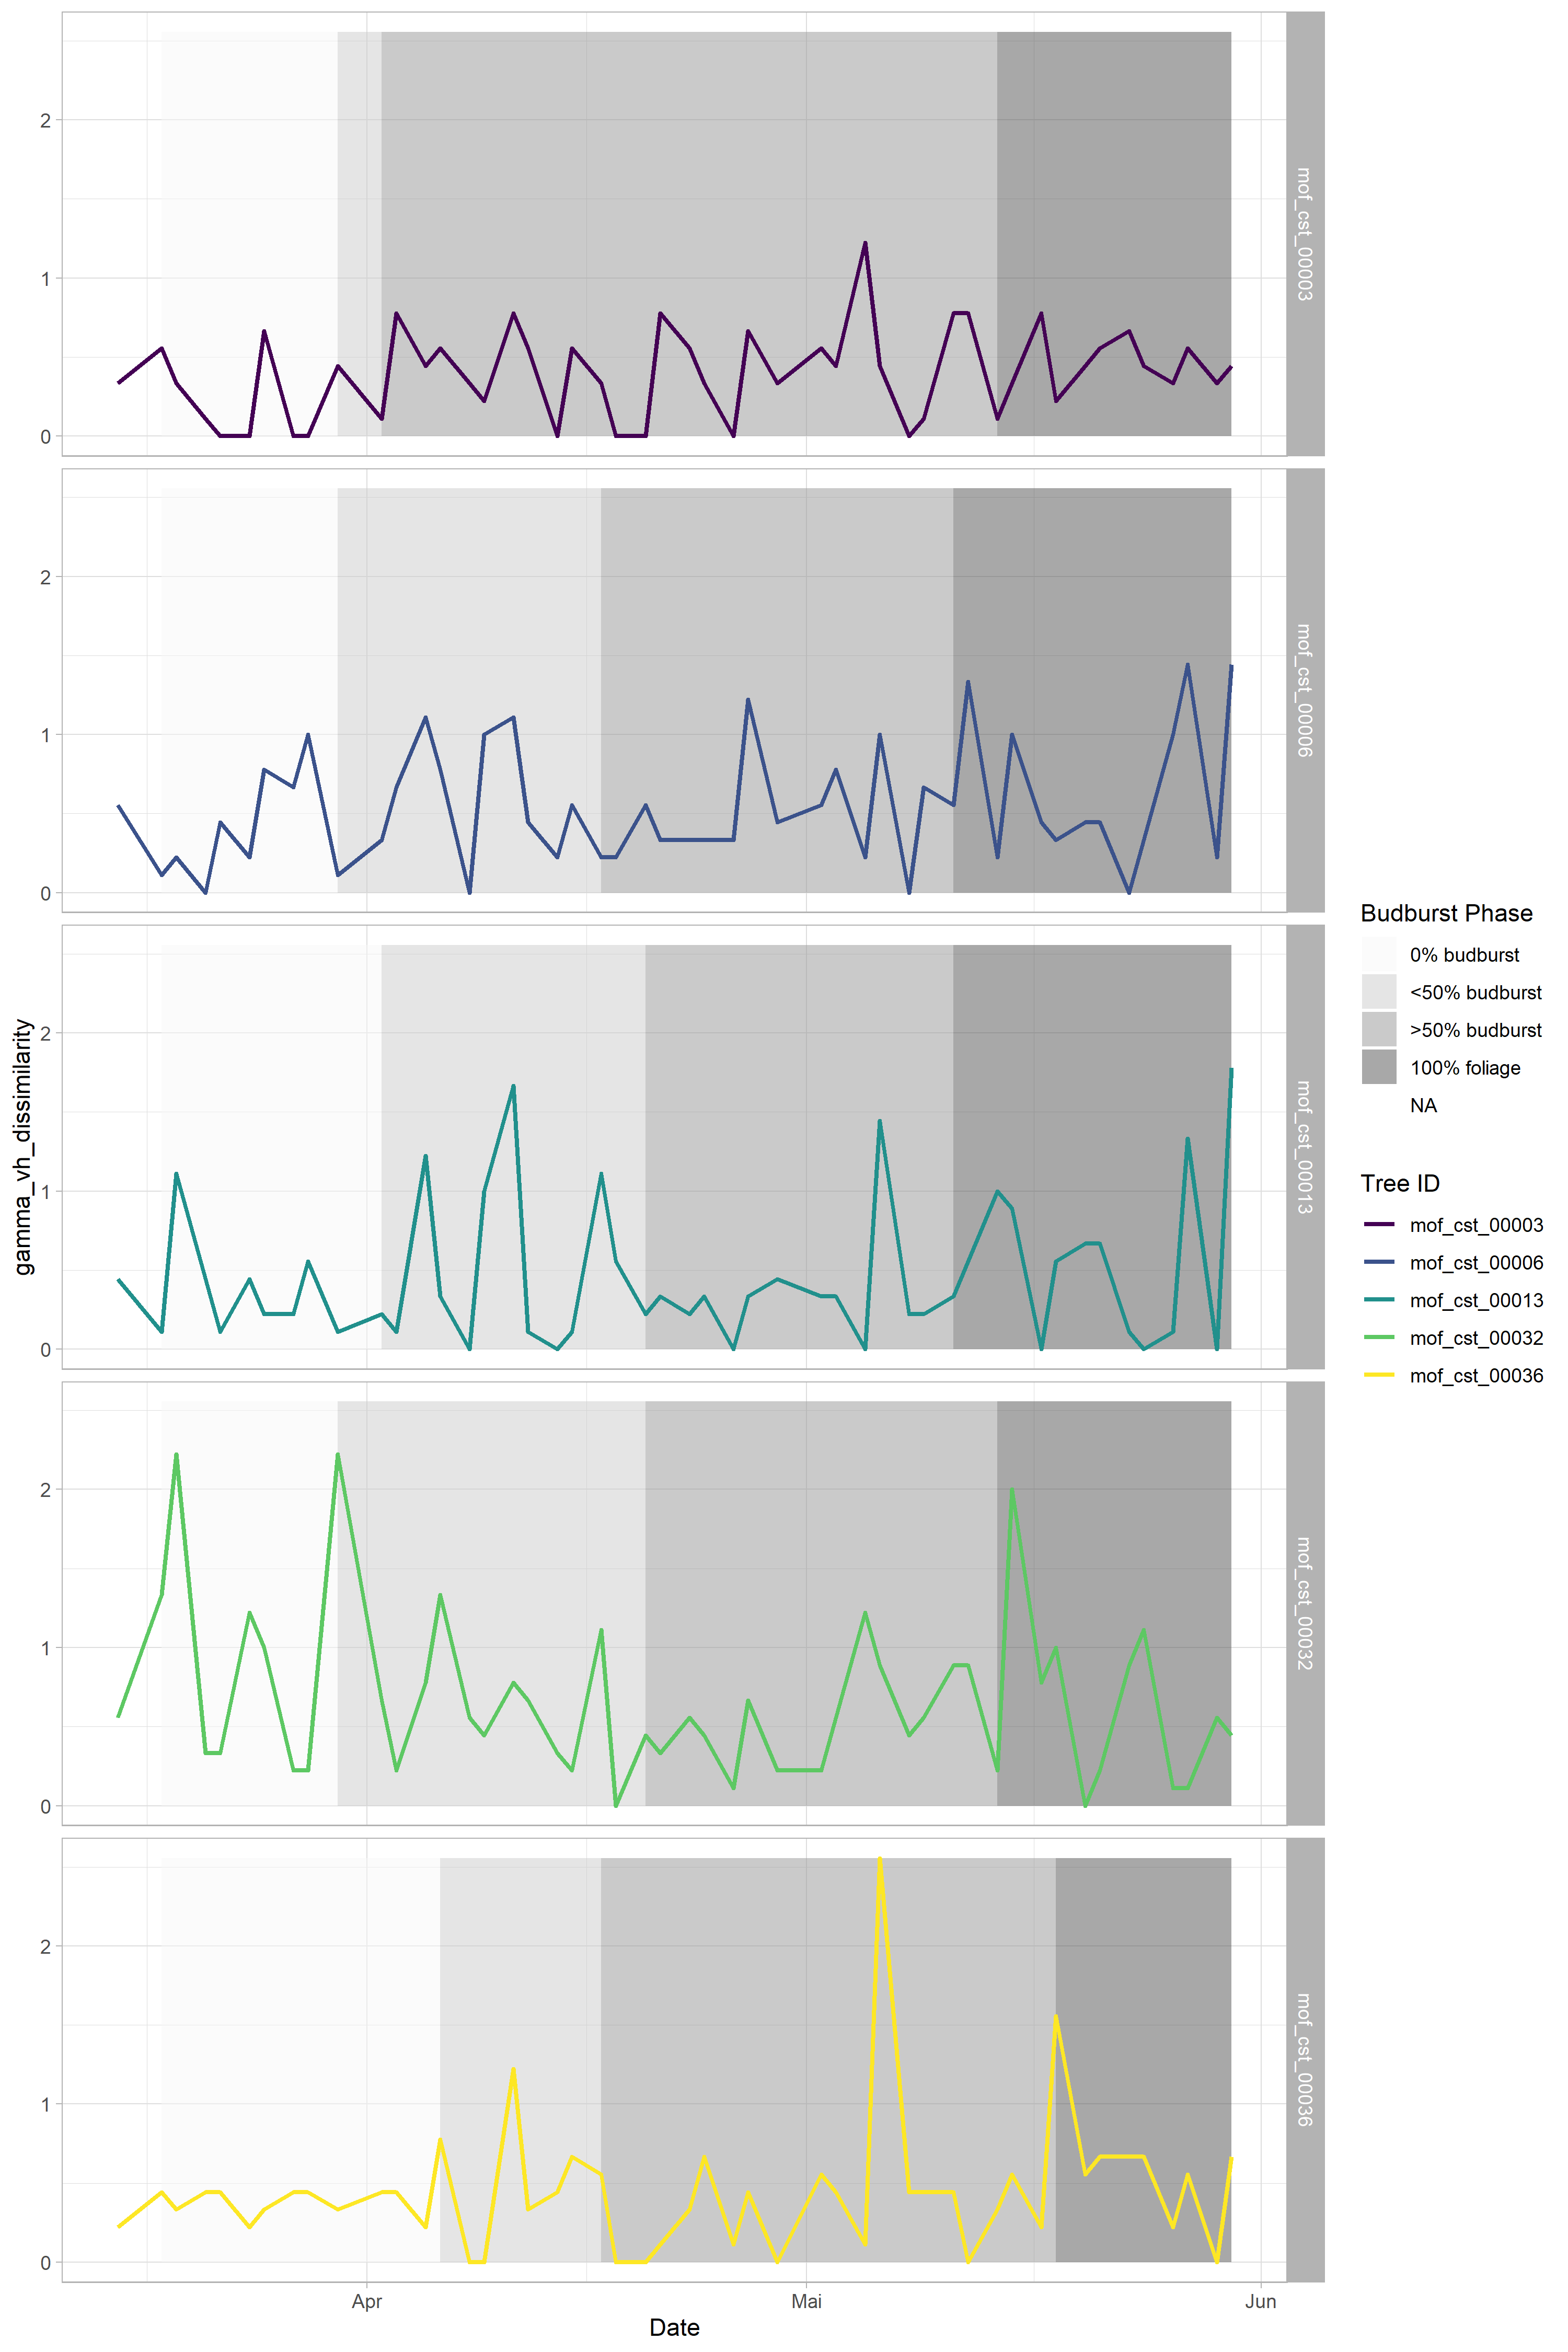 2
1
0
mof_cst_00003
2
1
0
mof_cst_00006
2
1
0
mof_cst_00013
2
1
0
mof_cst_00032
2
1
0
mof_cst_00036
gamma_vh_dissimilarity
Apr
Mai
Jun
Date
Budburst Phase
0% budburst
<50% budburst
>50% budburst
100% foliage
NA
Tree ID
mof_cst_00003
mof_cst_00006
mof_cst_00013
mof_cst_00032
mof_cst_00036